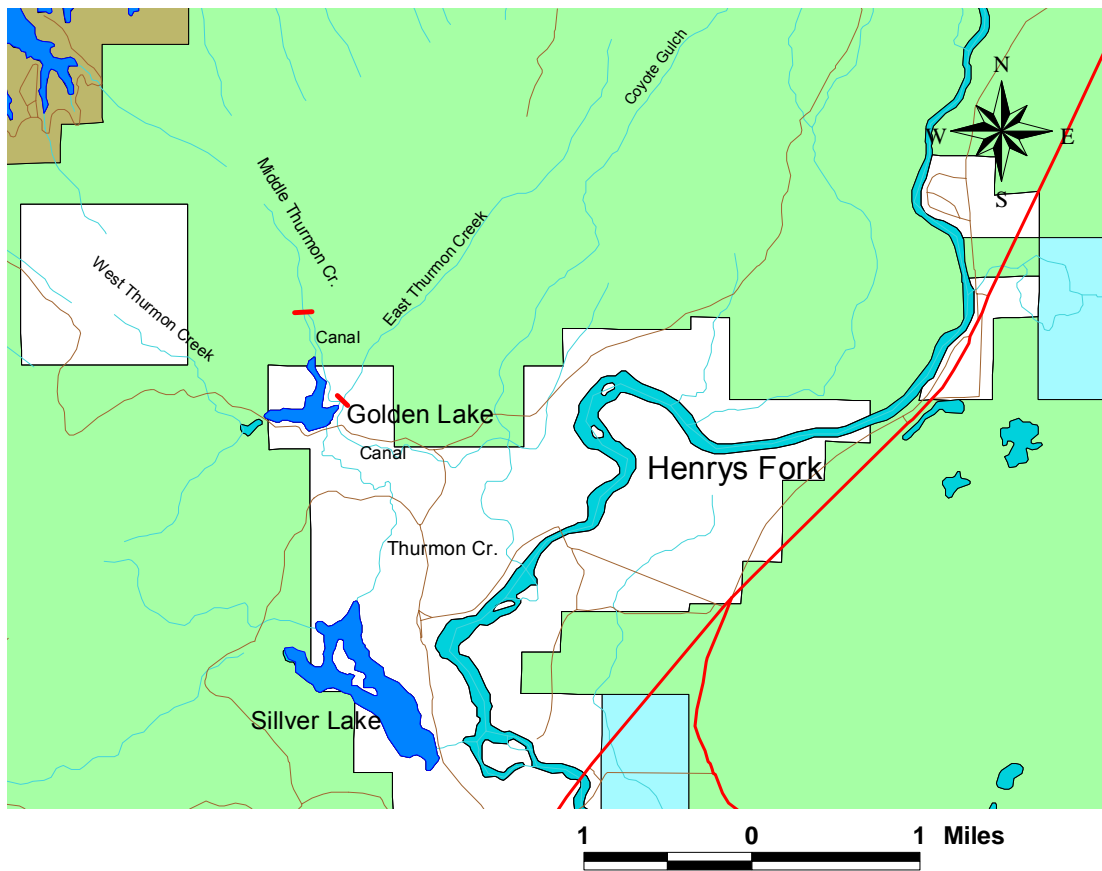 Coyote Gulch
N
W
E
S
Middle Thurmon Cr.
East Thurmon Creek
West Thurmon Creek
Canal
Golden Lake
Canal
Henrys Fork
Thurmon Cr.
Sillver Lake
1 0 1 Miles